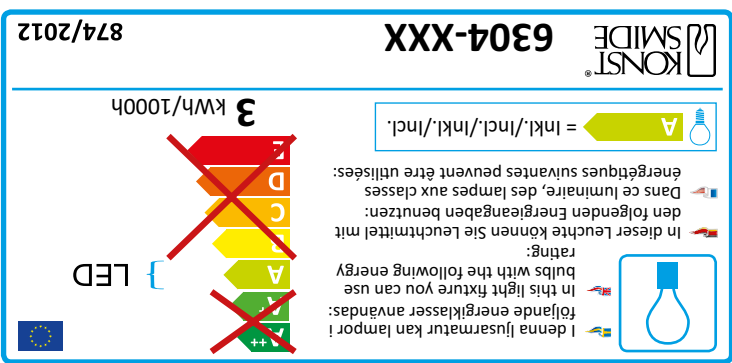 I denna ljusarmatur kan lampor i
följande energiklasser användas:
In this light fixture you can use
bulbs with the following energy
rating:
In dieser Leuchte können Sie Leuchtmittel mit
den folgenden Energieangaben benutzen:
Dans ce luminaire, des lampes aux classes
énergétiques suivantes peuvent être utilisées:
A = Inkl./Incl./Inkl./Incl.
A++
A+
A
B
C
D
E
LED
3 kWh/1000h
KONST
SMIDE®
6304-XXX
874/2012